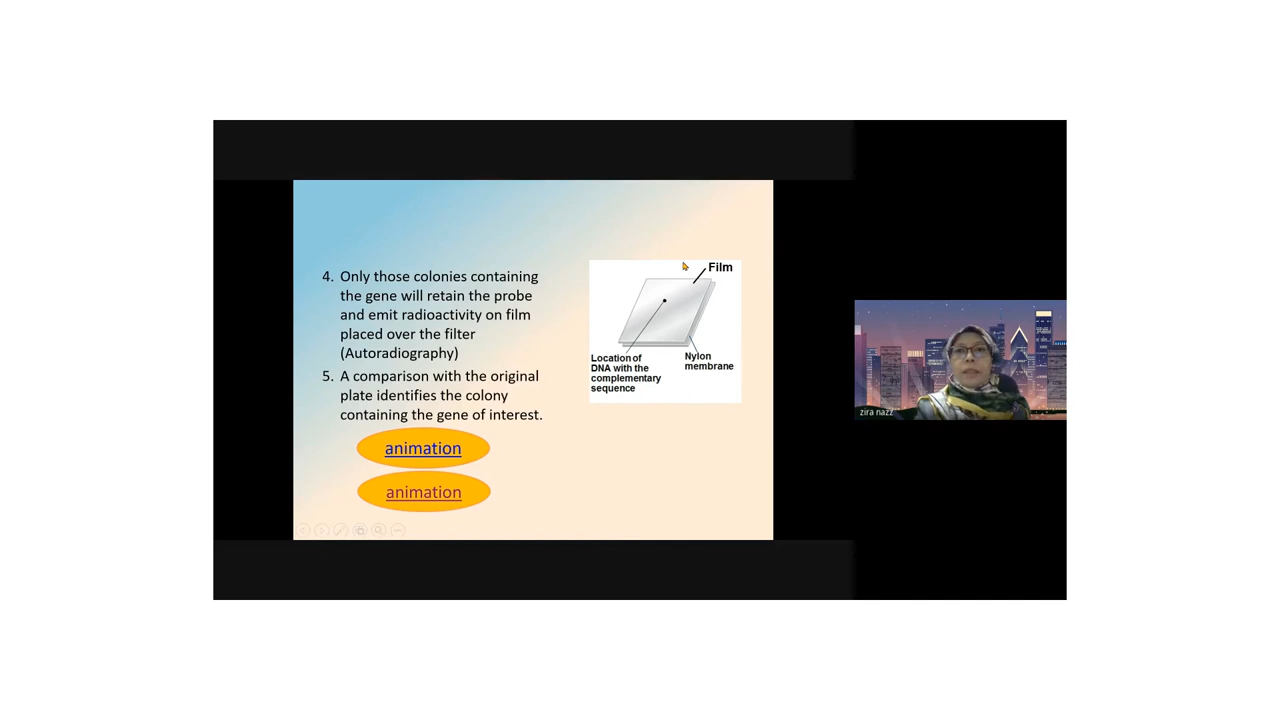 4. Only those colonies containing
the gene will retain the probe
and emit radioactivity on film
placed over the filter
(Autoradiography)
5. A comparison with the original
plate identifies the colony
containing the gene of interest.
animation
animation
Film
Location of
DNA with the
complementary
sequence
Nylon
membrane
zira nazz